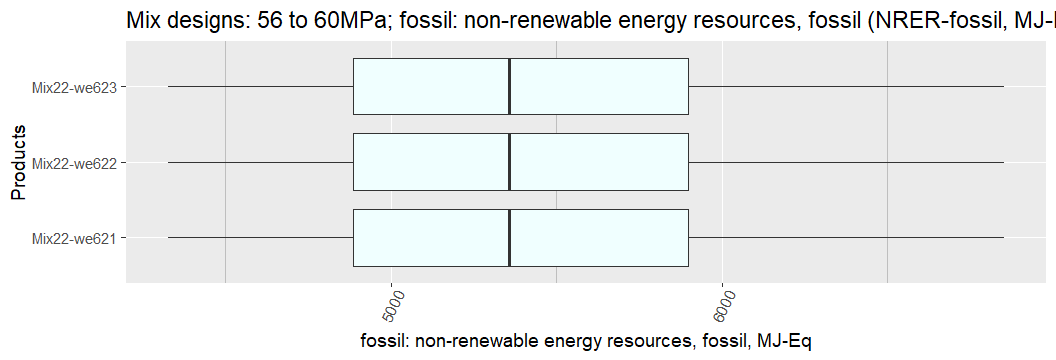 Mix designs: 56 to 60MPa; fossil: non-renewable energy resources, fossil (NRER-fossil, MJ-
Products
Mix22-we623
Mix22-we622
Mix22-we621
5000
6000
fossil: non-renewable energy resources, fossil, MJ-Eq